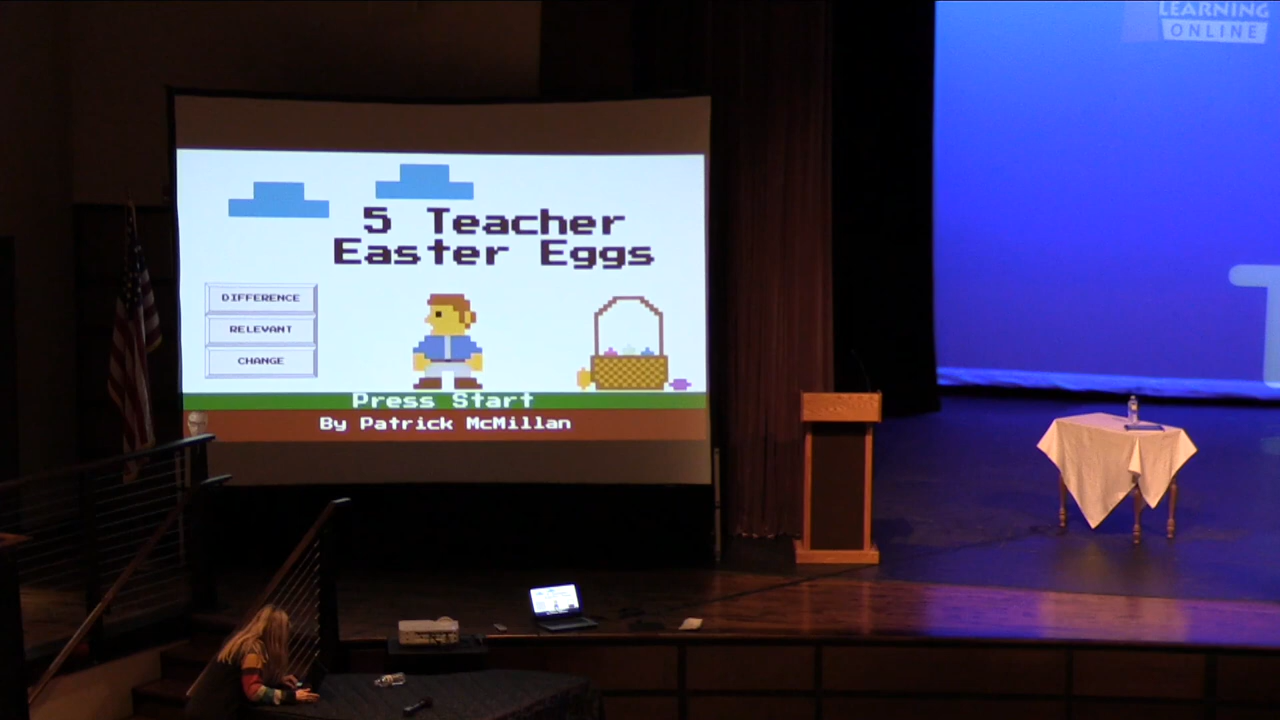 LEARNING
ONLINE
5 Teacher
Easter Eggs
DIFFERENCE
RELEVANT
CHANGE
Press Start
By Patrick McMillan